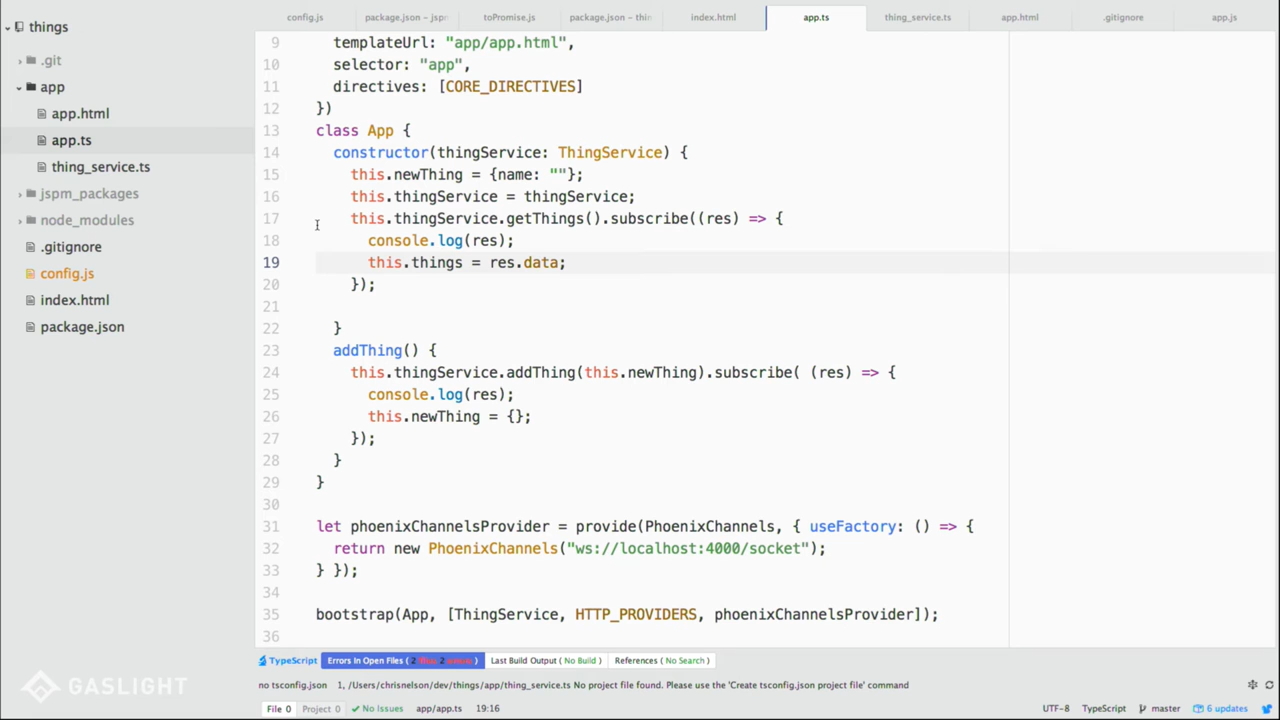 config.js
package.json - jspm
toPromise.js
package.json - thin
index.html
app.ts
thing_service.ts
app.html
.gitignore
app.js
things
.git
app
app.html
app.ts
thing_service.ts
jspm_packages
node_modules
.gitignore
config.js
index.html
package.json
9 templateUrl: "app/app.html",
10 selector: "app",
11 directives: [CORE_DIRECTIVES]
12 })
13 class App {
14 constructor(thingService: ThingService) {
15 this.newThing = {name: ""};
16 this.thingService = thingService;
17 this.thingService.getThings().subscribe((res) => {
18 console.log(res);
19 this.things = res.data;
20 });
21
22 }
23 addThing() {
24 this.thingService.addThing(this.newThing).subscribe( (res) => {
25 console.log(res);
26 this.newThing = {};
27 });
28 }
29 }
30
31 let phoenixChannelsProvider = provide(PhoenixChannels, { useFactory: () => {
32 return new PhoenixChannels("ws://localhost:4000/socket");
33 } });
34
35 bootstrap(App, [ThingService, HTTP_PROVIDERS, phoenixChannelsProvider]);
36
TypeScript Errors In Open Files ( 2 files 2 errors ) Last Build Output ( No Build ) References ( No Search )
no tsconfig.json 1, /Users/chrisnelson/dev/things/app/thing_service.ts No project file found. Please use the 'Create tsconfig.json project file' command
File 0 Project 0 No Issues app/app.ts 19:16 UTF-8 TypeScript master 6 updates
GASLIGHT